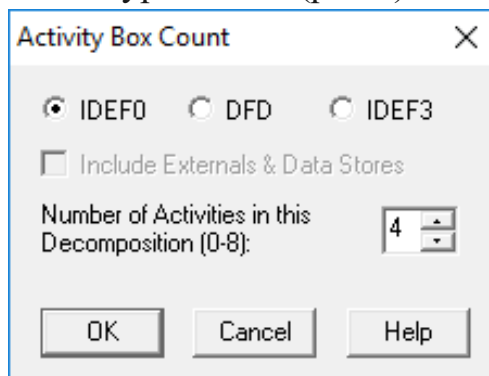 Activity Box Count
IDEF0 DFD IDEF3
Include Externals & Data Stores
Number of Activities in this
Decomposition (0-8):
4
OK Cancel Help